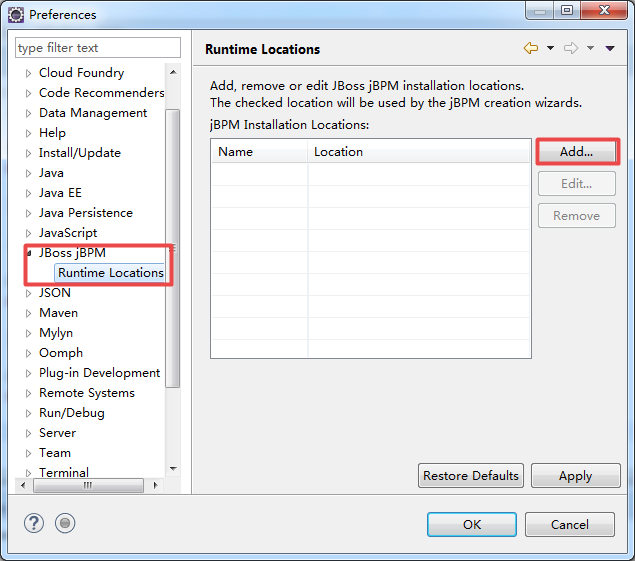 Preferences
type filter text
Cloud Foundry
Code Recommenders
Data Management
Help
Install/Update
Java
Java EE
Java Persistence
JavaScript
JBoss jBPM
Runtime Locations
JSON
Maven
Mylyn
Oomph
Plug-in Development
Remote Systems
Run/Debug
Server
Team
Terminal
Runtime Locations
Add, remove or edit JBoss jBPM installation locations.
The checked location will be used by the jBPM creation wizards.
jBPM Installation Locations:
Name Location
Add...
Edit...
Remove
Restore Defaults Apply
? OK Cancel